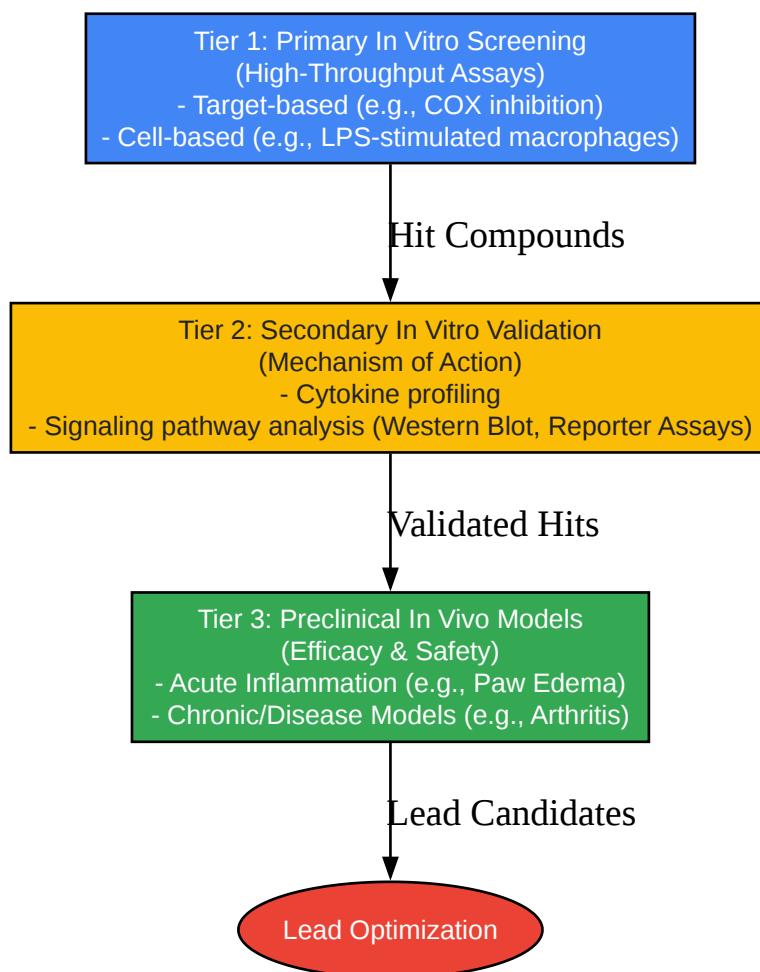 Tier 1: Primary In Vitro Screening
(High-Throughput Assays)
- Target-based (e.g., COX inhibition)
- Cell-based (e.g., LPS-stimulated macrophages)
Hit Compounds
Tier 2: Secondary In Vitro Validation
(Mechanism of Action)
- Cytokine profiling
- Signaling pathway analysis (Western Blot, Reporter Assays)
Validated Hits
Tier 3: Preclinical In Vivo Models
(Efficacy & Safety)
- Acute Inflammation (e.g., Paw Edema)
- Chronic/Disease Models (e.g., Arthritis)
Lead Candidates
Lead Optimization